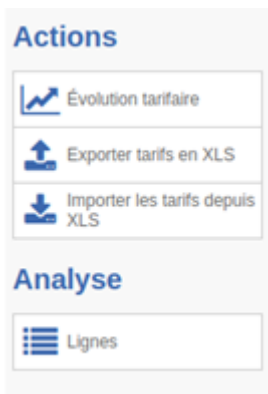 Actions
Évolution tarifaire
Exporter tarifs en XLS
Importer les tarifs depuis
XLS
Analyse
Lignes